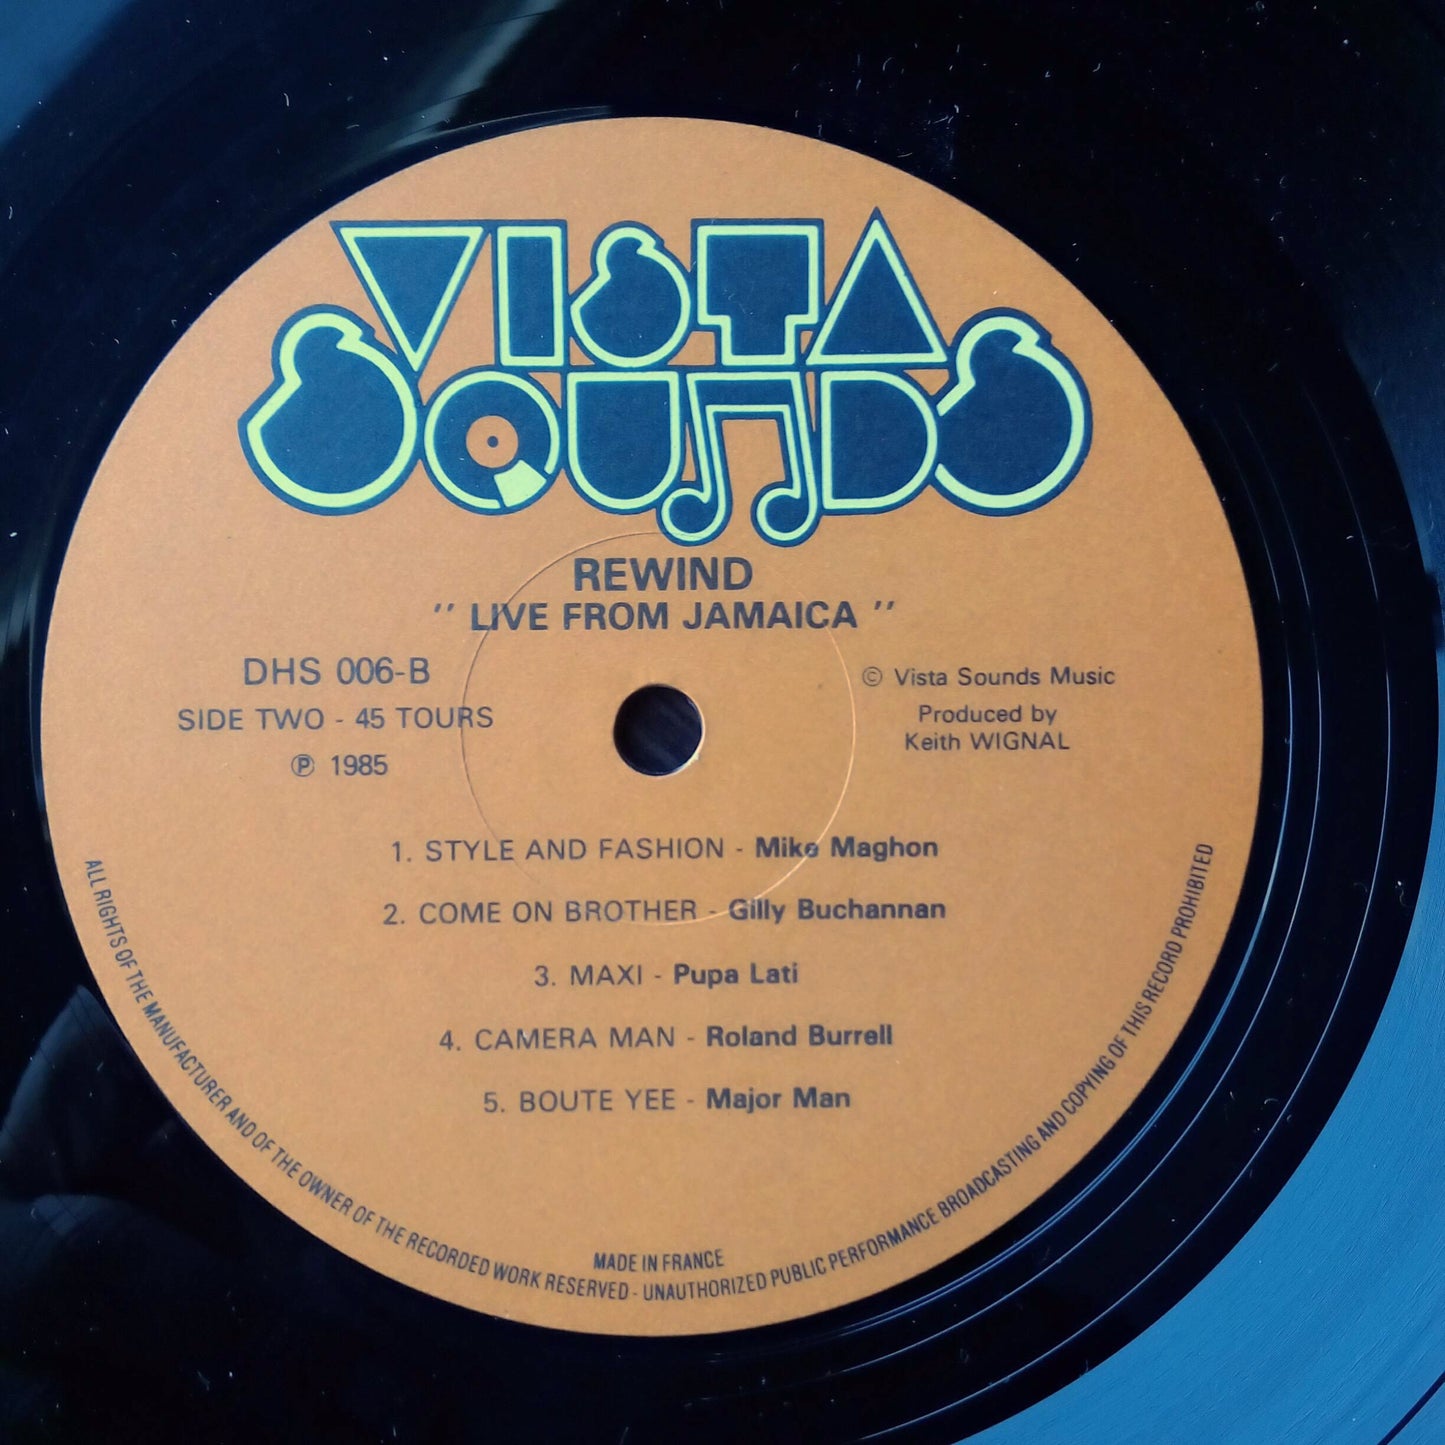 VISTA
SOUNDS
REWIND
" LIVE FROM JAMAICA "
DHS 006-B
SIDE TWO - 45 TOURS
℗ 1985
© Vista Sounds Music
Produced by
Keith WIGNAL
1. STYLE AND FASHION - Mike Maghon
2. COME ON BROTHER - Gilly Buchannan
3. MAXI - Pupa Lati
4. CAMERA MAN - Roland Burrell
5. BOUTE YEE - Major Man
MADE IN FRANCE
ALL RIGHTS OF THE MANUFACTURER AND OF THE OWNER OF THE RECORDED WORK RESERVED - UNAUTHORIZED PUBLIC PERFORMANCE BROADCASTING AND COPYING OF THIS RECORD PROHIBITED